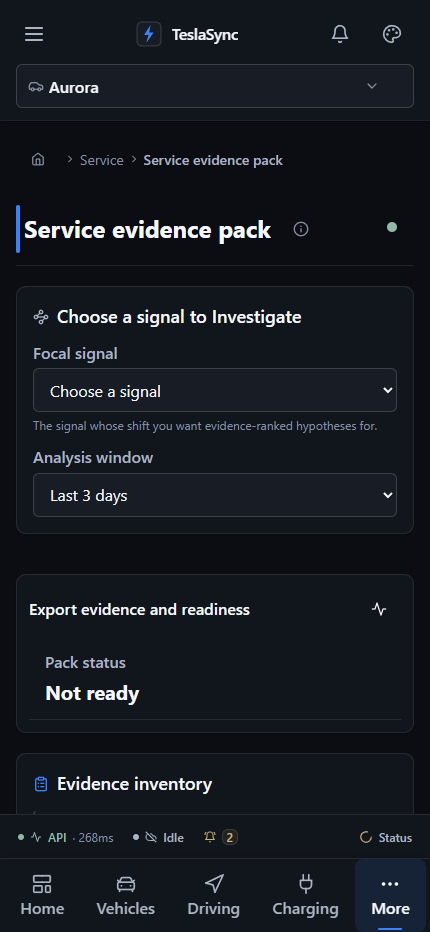 TeslaSync
Aurora
Service
Service evidence pack
Service evidence pack
Choose a signal to Investigate
Focal signal
Choose a signal
The signal whose shift you want evidence-ranked hypotheses for.
Analysis window
Last 3 days
Export evidence and readiness
Pack status
Not ready
Evidence inventory
API · 268ms
Idle
2
Status
Home
Vehicles
Driving
Charging
More